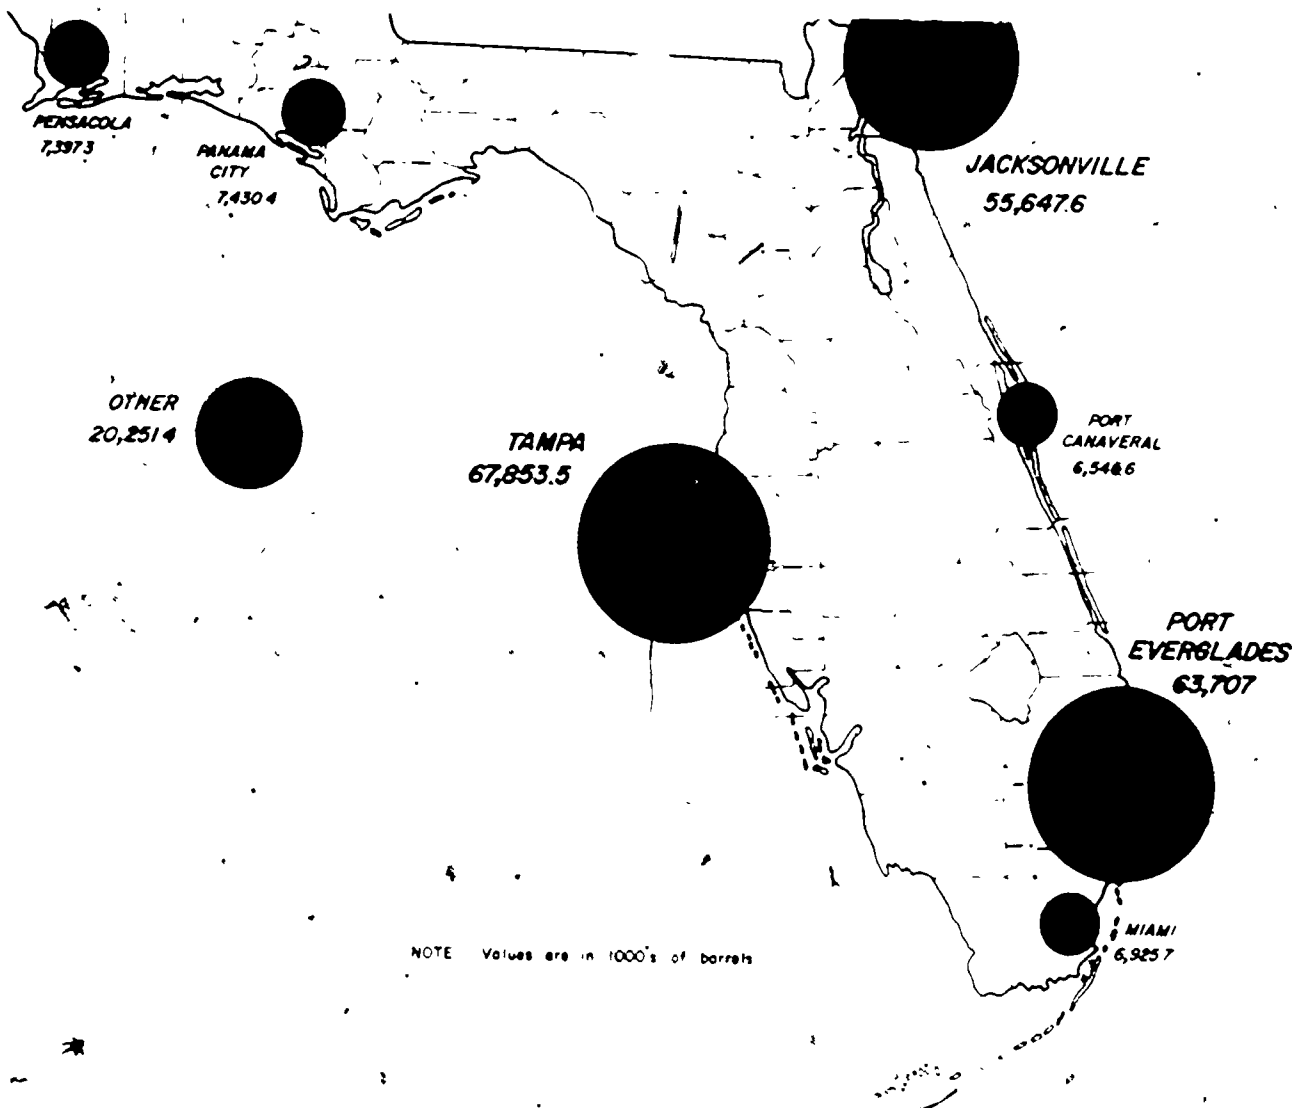 PENSACOLA
7,397.3
PANAMA
CITY
7,430.4
JACKSONVILLE
55,647.6
OTHER
20,251.4
TAMPA
67,853.5
PORT
CANAVERAL
6,546.6
PORT
EVERGLADES
63,707
MIAMI
6,925.7
NOTE Values are in 1000's of barrels